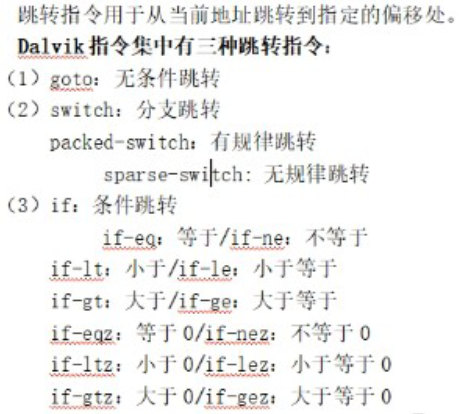 跳转指令用于从当前地址跳转到指定的偏移处。
Dalvik指令集中有三种跳转指令:
(1) goto: 无条件跳转
(2) switch: 分支跳转
packed-switch: 有规律跳转
sparse-switch: 无规律跳转
(3) if: 条件跳转
if-eq: 等于/if-ne: 不等于
if-lt: 小于/if-le: 小于等于
if-gt: 大于/if-ge: 大于等于
if-eqz: 等于0/if-nez: 不等于0
if-ltz: 小于0/if-lez: 小于等于0
if-gtz: 大于0/if-gez: 大于等于0